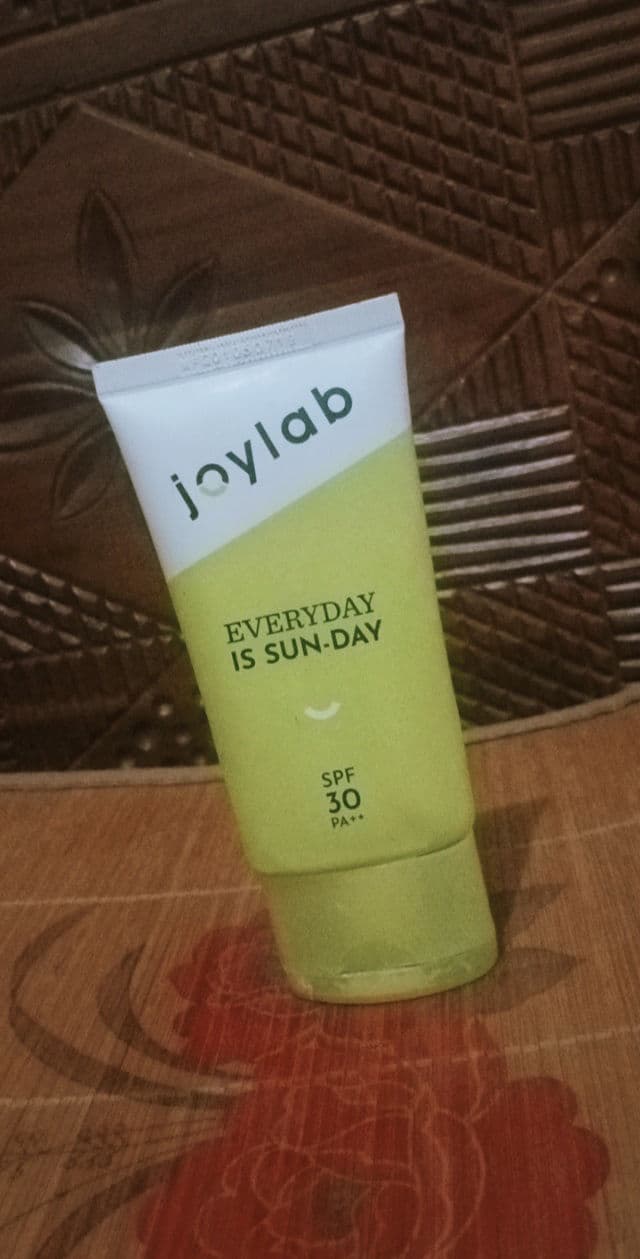 joylab
EVERYDAY
IS SUN-DAY
SPF
30
PA++